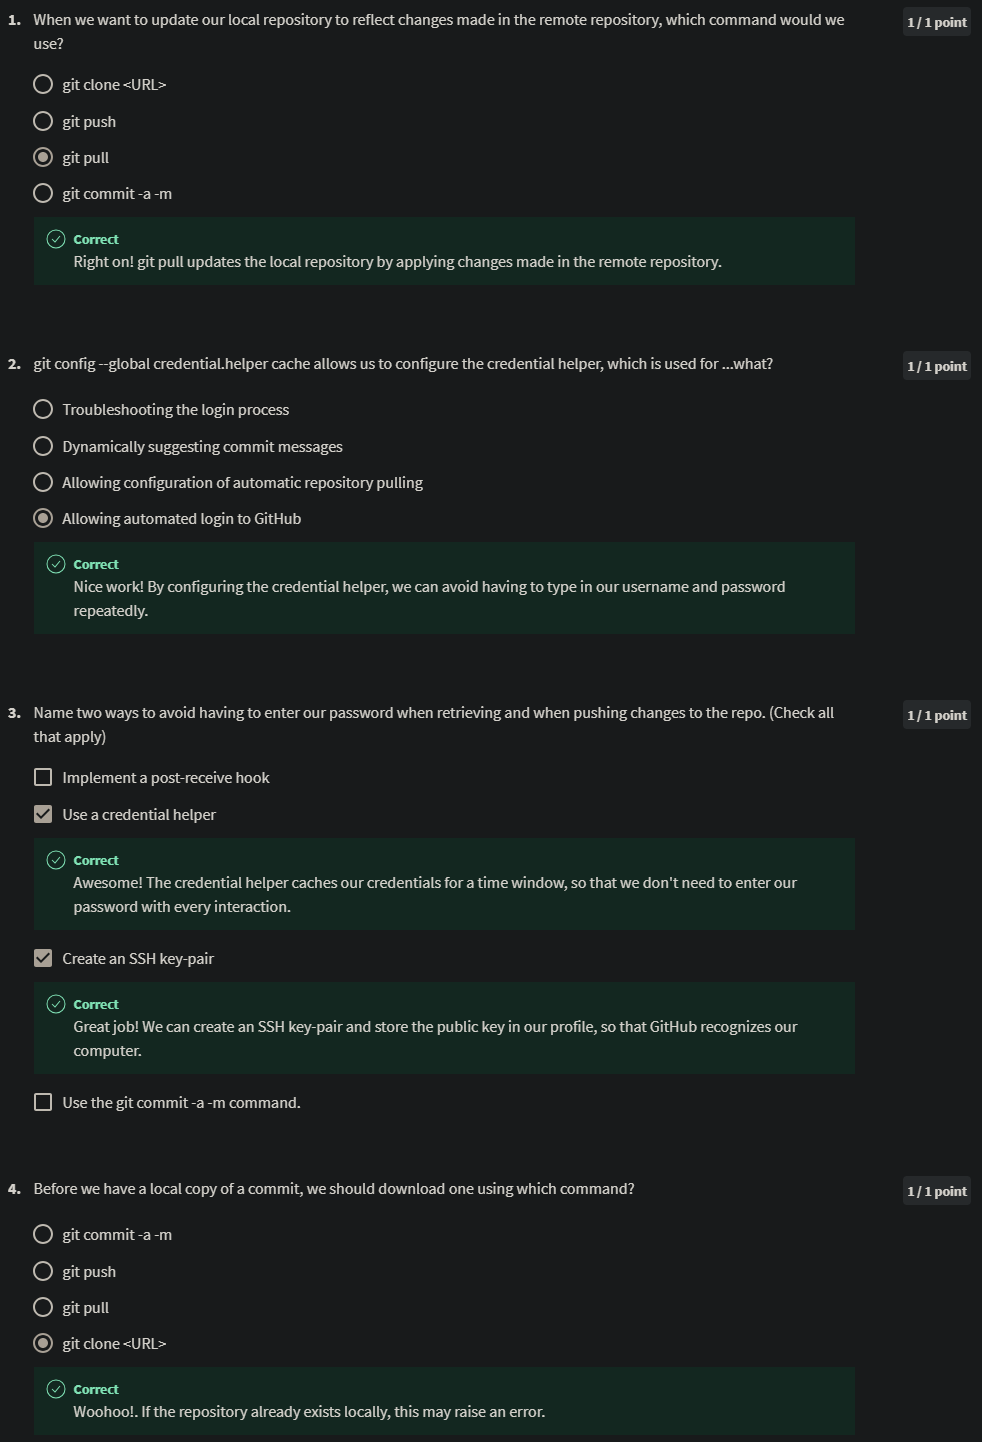 1. When we want to update our local repository to reflect changes made in the remote repository, which command would we
use?
1 / 1 point
git clone <URL>
git push
git pull
git commit -a -m
Correct
Right on! git pull updates the local repository by applying changes made in the remote repository.
2. git config --global credential.helper cache allows us to configure the credential helper, which is used for ...what?
1 / 1 point
Troubleshooting the login process
Dynamically suggesting commit messages
Allowing configuration of automatic repository pulling
Allowing automated login to GitHub
Correct
Nice work! By configuring the credential helper, we can avoid having to type in our username and password
repeatedly.
3. Name two ways to avoid having to enter our password when retrieving and when pushing changes to the repo. (Check all
that apply)
1 / 1 point
Implement a post-receive hook
Use a credential helper
Correct
Awesome! The credential helper caches our credentials for a time window, so that we don't need to enter our
password with every interaction.
Create an SSH key-pair
Correct
Great job! We can create an SSH key-pair and store the public key in our profile, so that GitHub recognizes our
computer.
Use the git commit -a -m command.
4. Before we have a local copy of a commit, we should download one using which command?
1 / 1 point
git commit -a -m
git push
git pull
git clone <URL>
Correct
Woohoo!. If the repository already exists locally, this may raise an error.